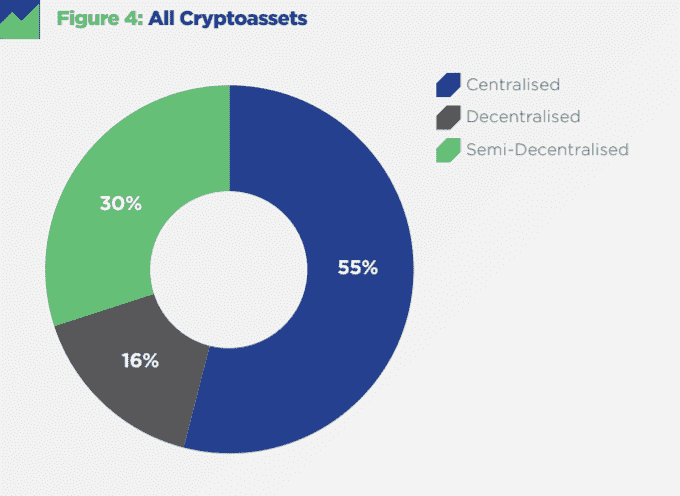 Figure 4: All Cryptoassets
Centralised
Decentralised
Semi-Decentralised
30%
55%
16%